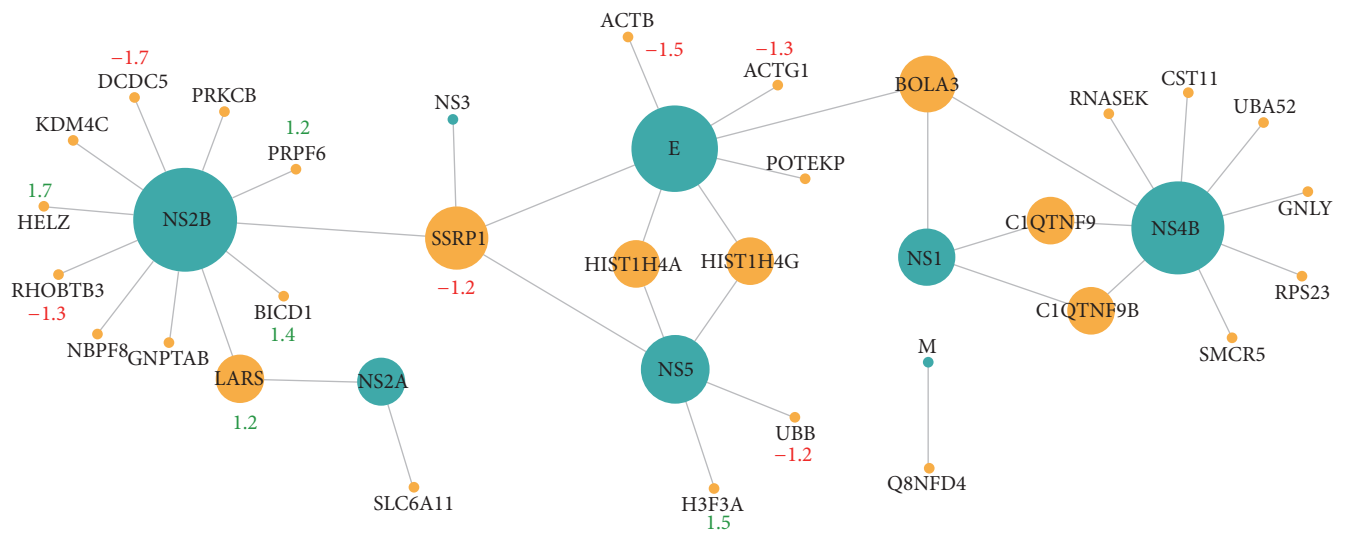 ACTB
−1.5
−1.3
ACTG1
−1.7
DCDC5
PRKCB
NS3
BOLA3
CST11
RNASEK
UBA52
KDM4C
1.2
PRPF6
E
POTEKP
1.7
HELZ
NS2B
SSRP1
−1.2
HIST1H4A
HIST1H4G
NS1
C1QTNF9
NS4B
GNLY
RHOBTB3
−1.3
BICD1
1.4
C1QTNF9B
RPS23
NBPF8
GNPTAB
LARS
1.2
NS2A
NS5
M
SMCR5
UBB
−1.2
SLC6A11
H3F3A
1.5
Q8NFD4